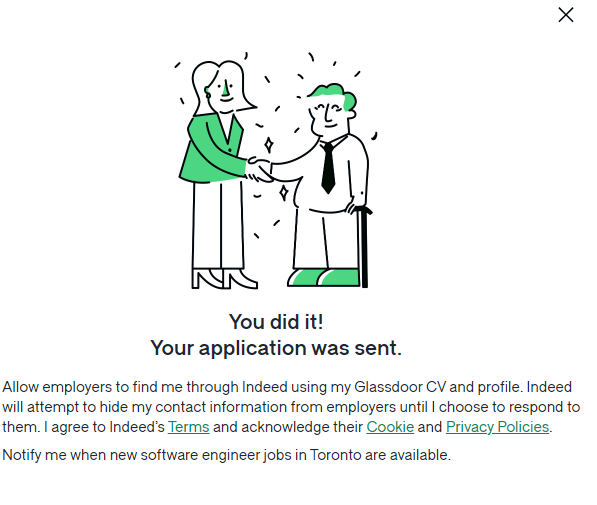 You did it!
Your application was sent.
Allow employers to find me through Indeed using my Glassdoor CV and profile. Indeed
will attempt to hide my contact information from employers until I choose to respond to
them. I agree to Indeed's Terms and acknowledge their Cookie and Privacy Policies.
Notify me when new software engineer jobs in Toronto are available.